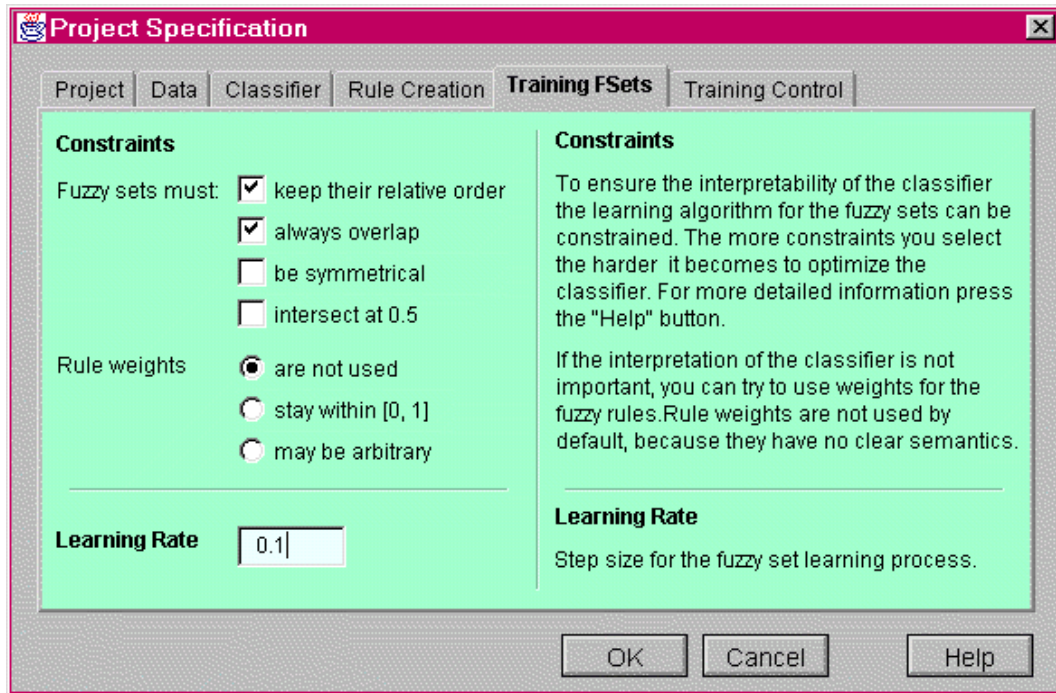 Project Specification
Project
Data
Classifier
Rule Creation
Training FSets
Training Control
Constraints
Fuzzy sets must:
keep their relative order
always overlap
be symmetrical
intersect at 0.5
Rule weights
are not used
stay within [0, 1]
may be arbitrary
Learning Rate
0.1
Constraints
To ensure the interpretability of the classifier
the learning algorithm for the fuzzy sets can be
constrained. The more constraints you select
the harder it becomes to optimize the
classifier. For more detailed information press
the "Help" button.
If the interpretation of the classifier is not
important, you can try to use weights for the
fuzzy rules.Rule weights are not used by
default, because they have no clear semantics.
Learning Rate
Step size for the fuzzy set learning process.
OK
Cancel
Help